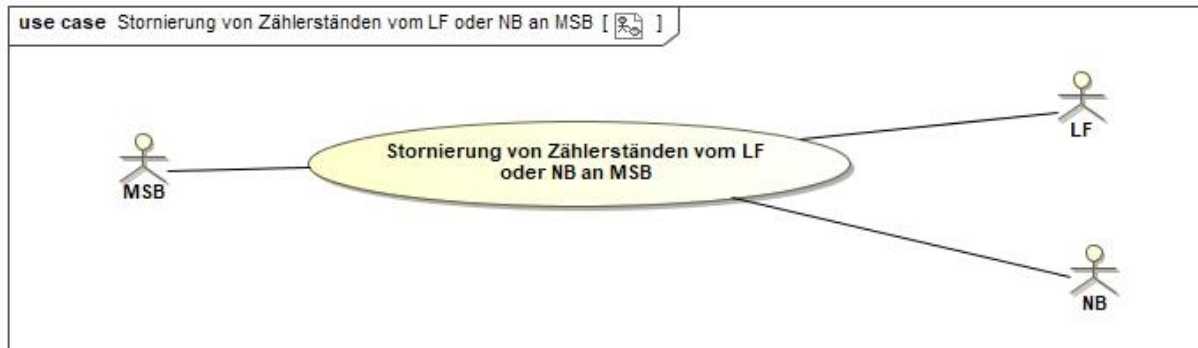 use case Stornierung von Zählerständen vom LF oder NB an MSB [ ]
LF
Stornierung von Zählerständen vom LF
oder NB an MSB
MSB
NB